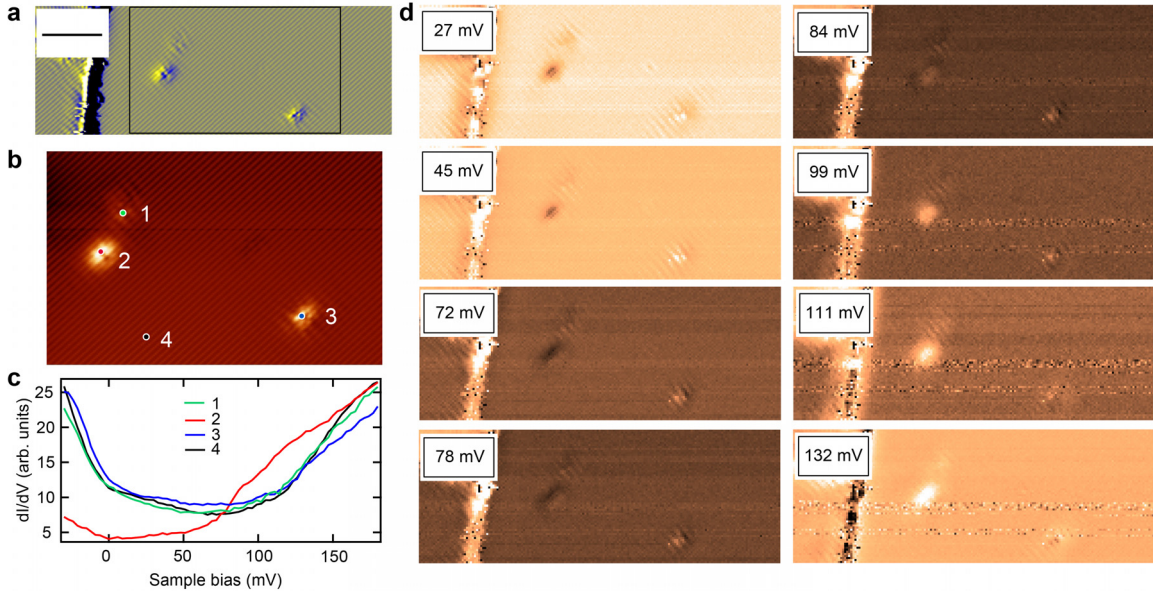 a
b
1
2
3
4
c
25
20
15
10
5
dI/dV (arb. units)
1
2
3
4
0
50
100
150
Sample bias (mV)
d
27 mV
45 mV
72 mV
78 mV
84 mV
99 mV
111 mV
132 mV